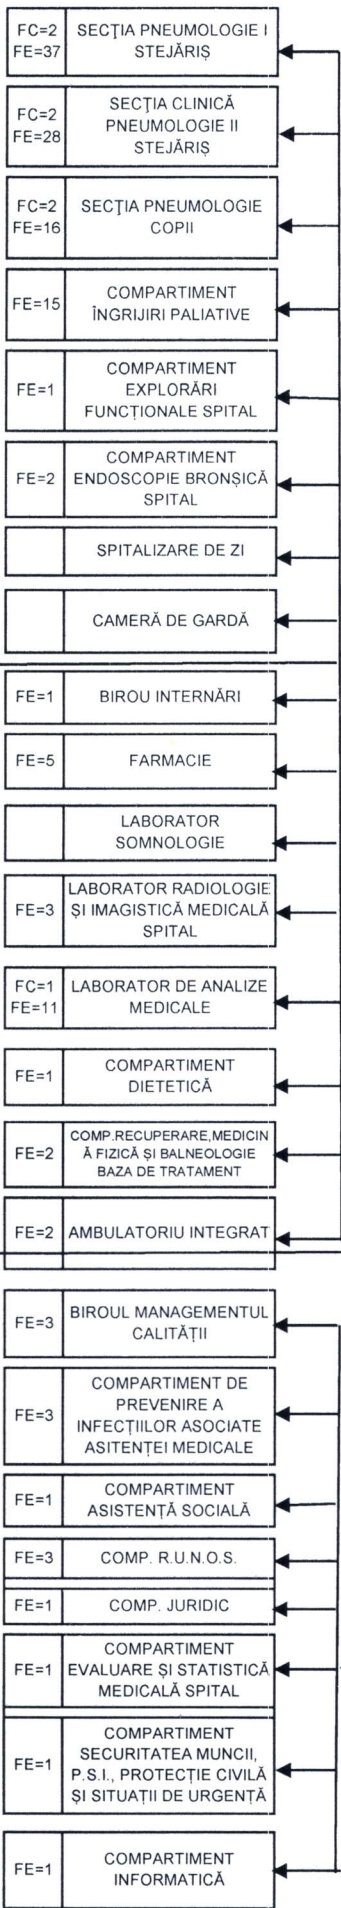 FC=2 SECȚIA PNEUMOLOGIE I
FE=37 STEJĂRIȘ
SECȚIA CLINICĂ
FC=2 PNEUMOLOGIE II
FE=28 STEJĂRIȘ
FC=2 SECȚIA PNEUMOLOGIE
FE=16 COPII
FE=15 COMPARTIMENT
ÎNGRIJIRI PALIATIVE
COMPARTIMENT
FE=1 EXPLORĂRI
FUNCȚIONALE SPITAL
COMPARTIMENT
FE=2 ENDOSCOPIE BRONȘICĂ
SPITAL
SPITALIZARE DE ZI
CAMERĂ DE GARDĂ
FE=1 BIROU INTERNĂRI
FE=5 FARMACIE
LABORATOR
SOMNOLOGIE
LABORATOR RADIOLOGIE
FE=3 ȘI IMAGISTICĂ MEDICALĂ
SPITAL
FC=1 LABORATOR DE ANALIZE
FE=11 MEDICALE
FE=1 COMPARTIMENT
DIETETICĂ
COMP.RECUPERARE,MEDICIN
FE=2 Ă FIZICĂ ȘI BALNEOLOGIE
BAZA DE TRATAMENT
FE=2 AMBULATORIU INTEGRAT
FE=3 BIROUL MANAGEMENTUL
CALITĂȚII
COMPARTIMENT DE
PREVENIRE A
FE=3 INFECȚIILOR ASOCIATE
ASITENȚEI MEDICALE
FE=1 COMPARTIMENT
ASISTENȚĂ SOCIALĂ
FE=3 COMP. R.U.N.O.S.
FE=1 COMP. JURIDIC
COMPARTIMENT
FE=1 EVALUARE ȘI STATISTICĂ
MEDICALĂ SPITAL
COMPARTIMENT
SECURITATEA MUNCII,
FE=1 P.S.I., PROTECȚIE CIVILĂ
ȘI SITUAȚII DE URGENȚĂ
FE=1 COMPARTIMENT
INFORMATICĂ